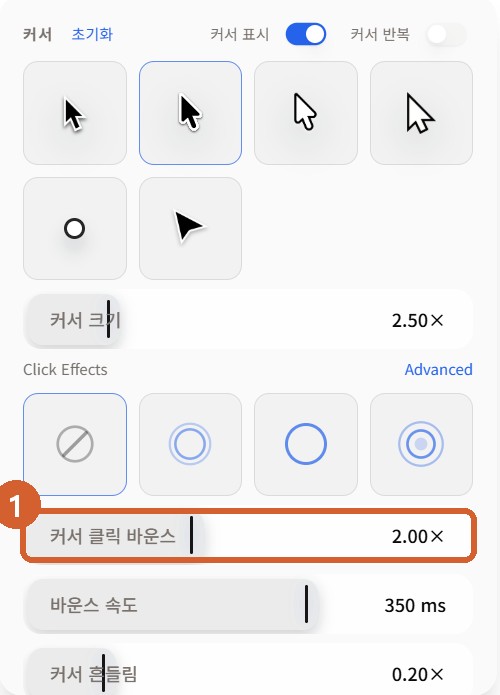 커서 초기화 커서 표시 커서 반복
커서 크기 2.50×
Click Effects Advanced
1
커서 클릭 바운스 2.00×
바운스 속도 350 ms
커서 흔들림 0.20×